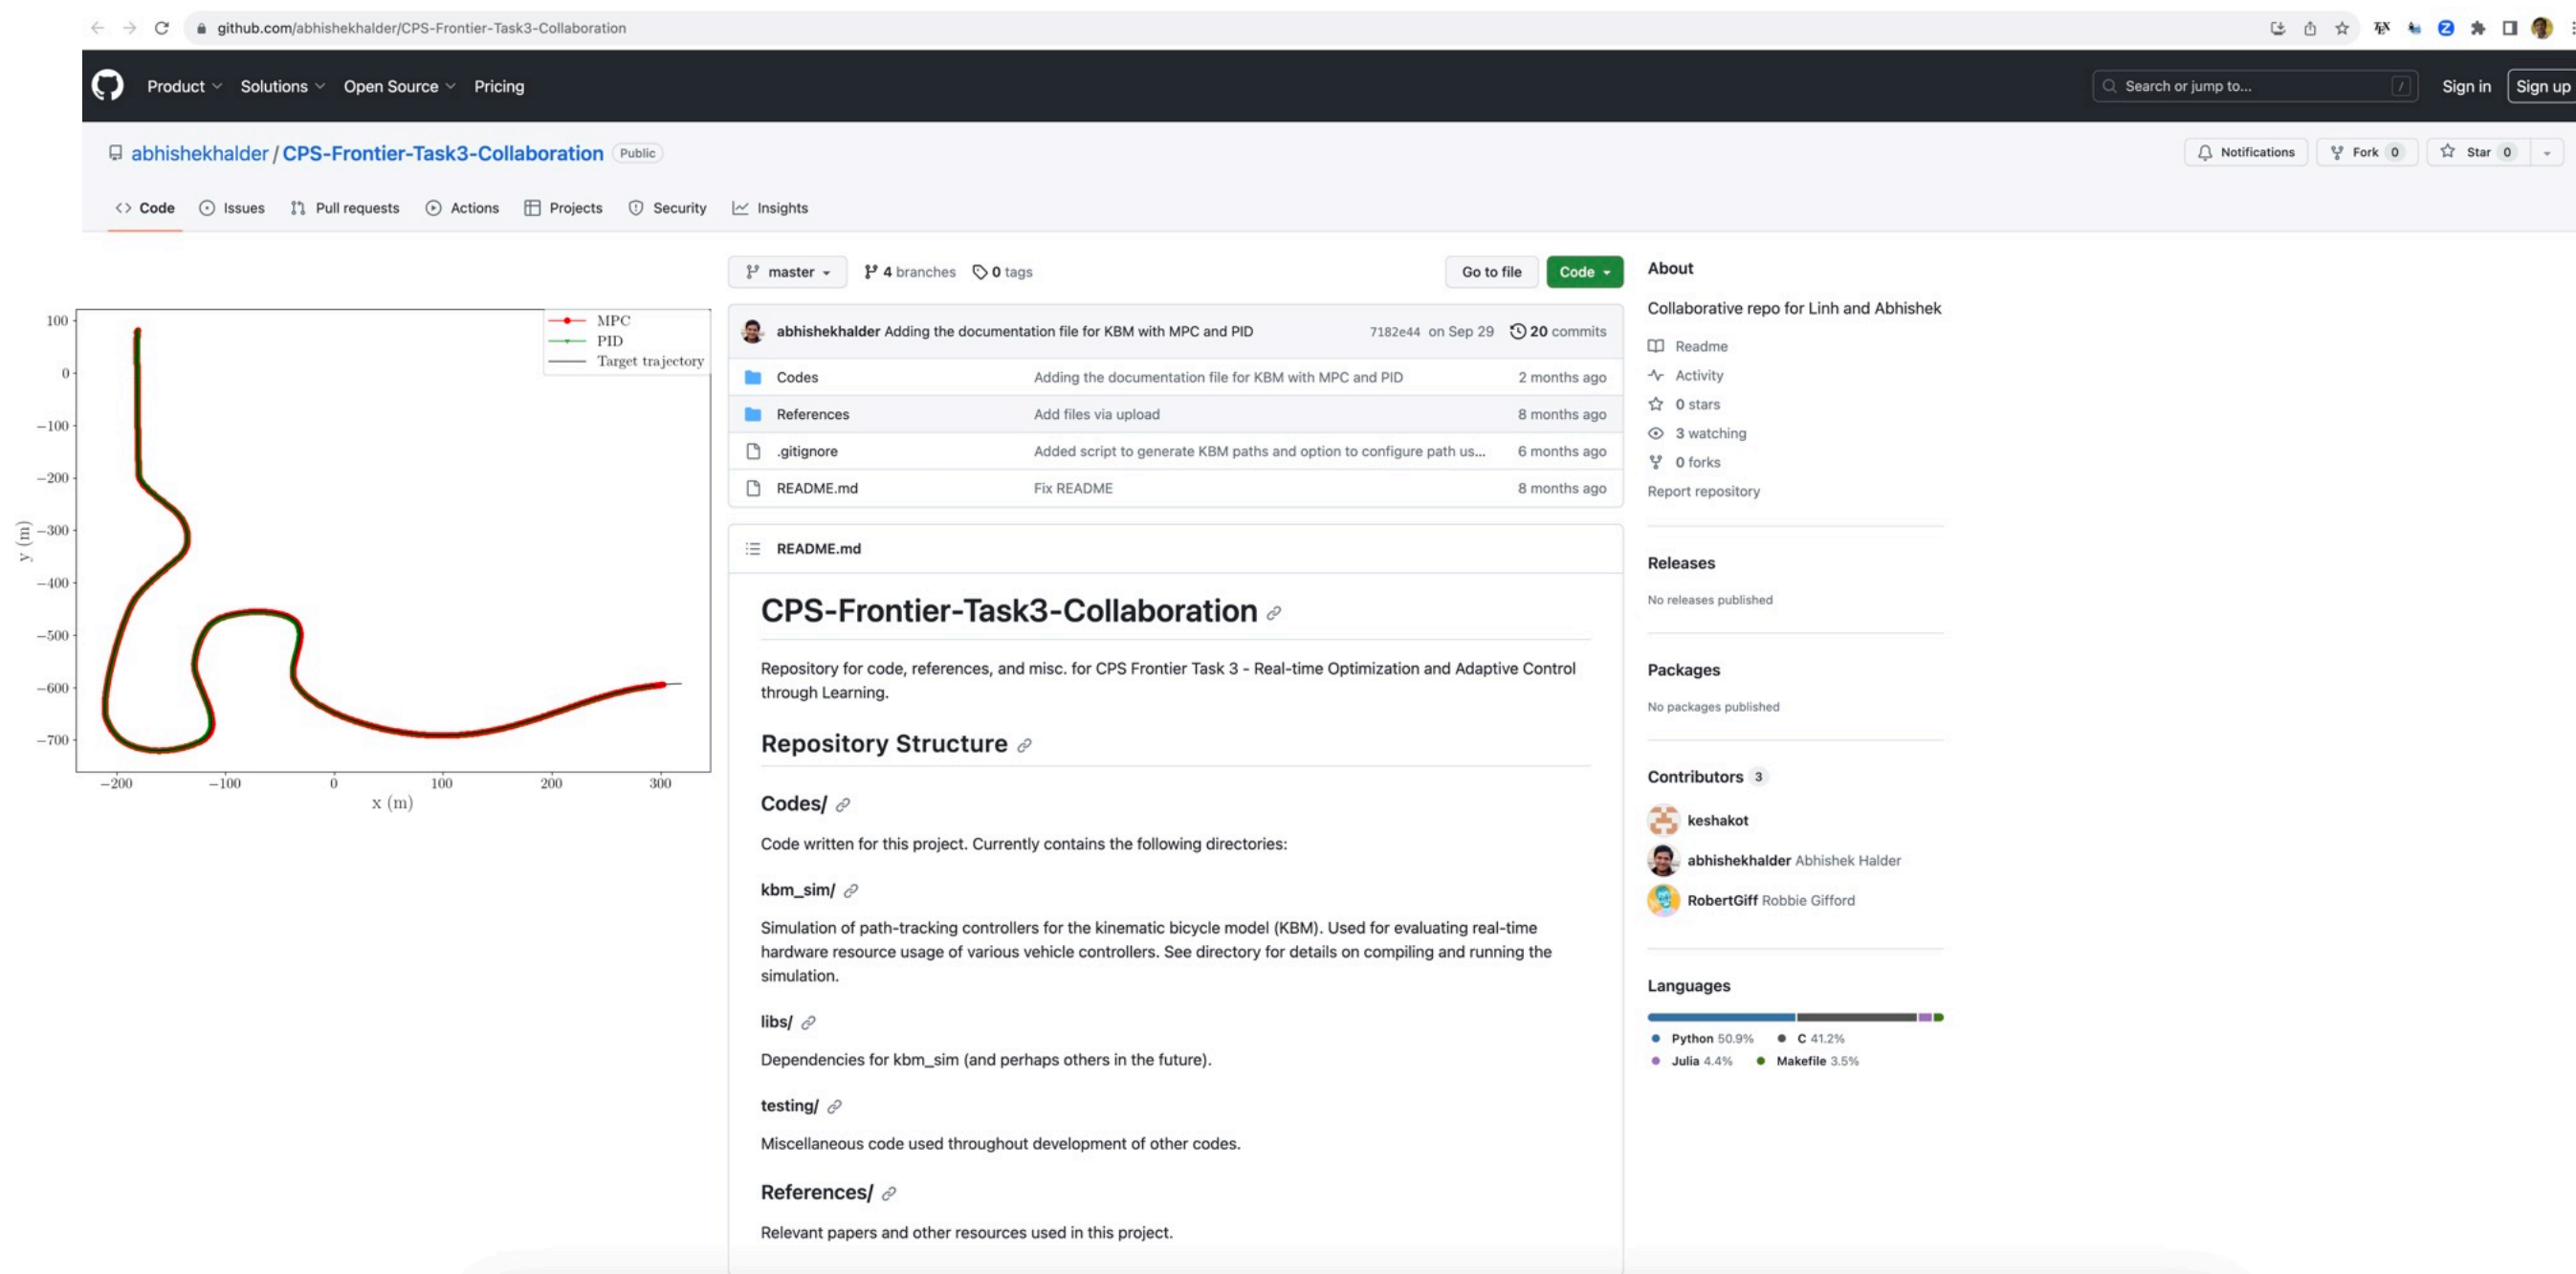 github.com/abhishekhalder/CPS-Frontier-Task3-Collaboration
Product Solutions Open Source Pricing
Search or jump to... /
Sign in
Sign up
abhishekhalder / CPS-Frontier-Task3-Collaboration Public
Notifications
Fork 0
Star 0
Code Issues Pull requests Actions Projects Security Insights
master 4 branches 0 tags
Go to file Code
abhishekhalder Adding the documentation file for KBM with MPC and PID 7182e44 on Sep 29 20 commits
Codes Adding the documentation file for KBM with MPC and PID 2 months ago
References Add files via upload 8 months ago
.gitignore Added script to generate KBM paths and option to configure path us... 6 months ago
README.md Fix README 8 months ago
README.md
CPS-Frontier-Task3-Collaboration
Repository for code, references, and misc. for CPS Frontier Task 3 - Real-time Optimization and Adaptive Control
through Learning.
Repository Structure
Codes/
Code written for this project. Currently contains the following directories:
kbm_sim/
Simulation of path-tracking controllers for the kinematic bicycle model (KBM). Used for evaluating real-time
hardware resource usage of various vehicle controllers. See directory for details on compiling and running the
simulation.
libs/
Dependencies for kbm_sim (and perhaps others in the future).
testing/
Miscellaneous code used throughout development of other codes.
References/
Relevant papers and other resources used in this project.
About
Collaborative repo for Linh and Abhishek
Readme
Activity
0 stars
3 watching
0 forks
Report repository
Releases
No releases published
Packages
No packages published
Contributors 3
keshakot
abhishekhalder Abhishek Halder
RobertGiff Robbie Gifford
Languages
Python 50.9% C 41.2%
Julia 4.4% Makefile 3.5%
MPC
PID
Target trajectory
y (m)
100
0
−100
−200
−300
−400
−500
−600
−700
−200 −100 0 100 200 300
x (m)